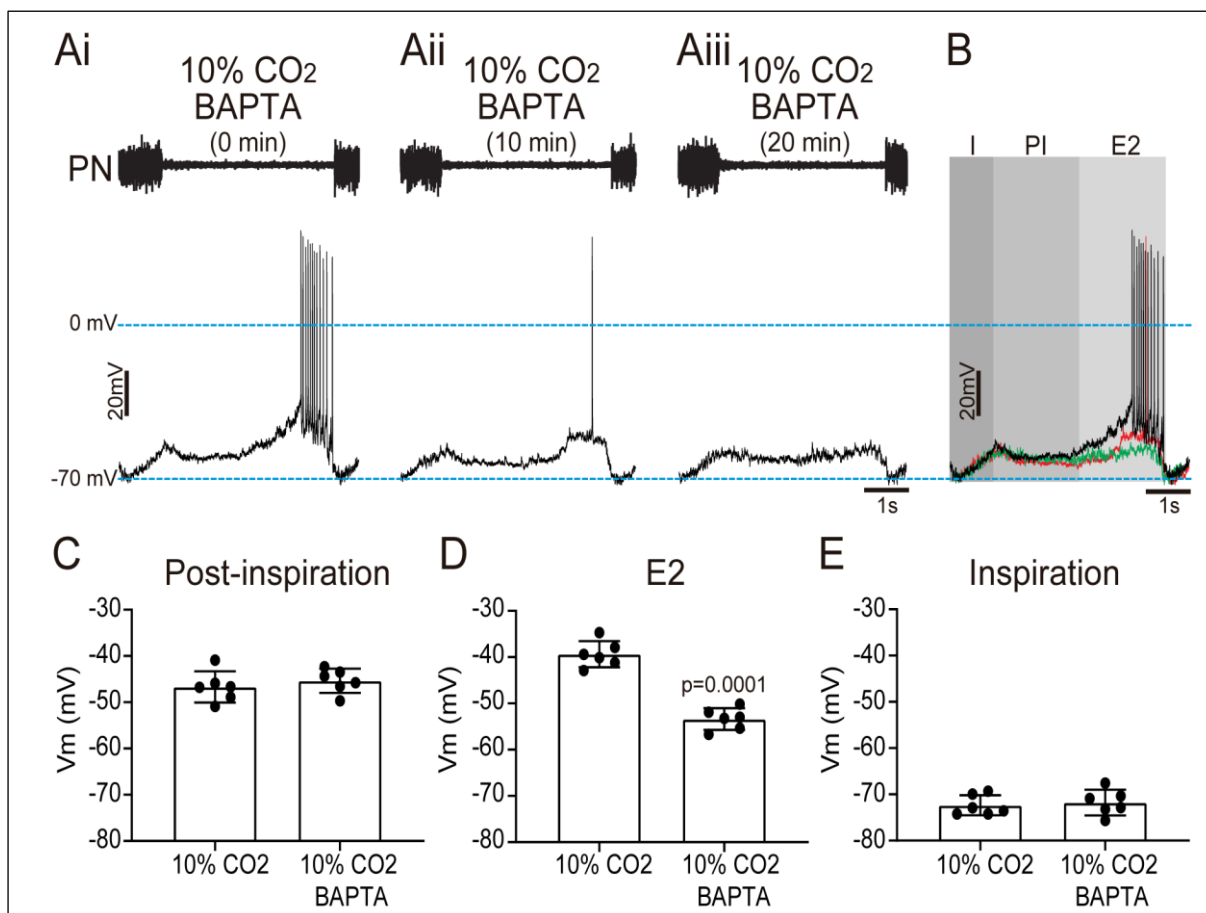 Ai
10% CO2
BAPTA
(0 min)
Aii
10% CO2
BAPTA
(10 min)
Aiii
10% CO2
BAPTA
(20 min)
B
PN
I PI E2
0 mV
20mV
20mV
-70 mV
1s
1s
C Post-inspiration
-30
-40
-50
-60
-70
-80
Vm (mV)
10% CO2
10% CO2
BAPTA
D E2
-30
-40
-50
-60
-70
-80
Vm (mV)
p=0.0001
10% CO2
10% CO2
BAPTA
E Inspiration
-30
-40
-50
-60
-70
-80
Vm (mV)
10% CO2
10% CO2
BAPTA